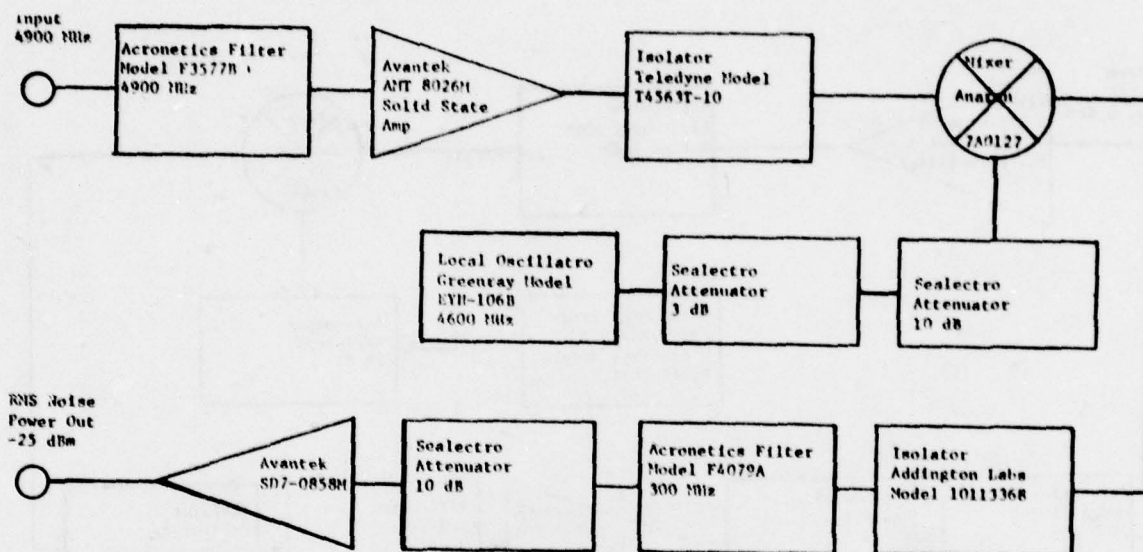 Input
4900 MHz
Acronetics Filter
Model F3577B
4900 MHz
Avantek
AMT 8026M
Solid State
Amp
Isolator
Teledyne Model
T4563T-10
Mixer
Anaren
7A0127
Local Oscillatro
Greenray Model
EYH-106B
4600 MHz
Sealectro
Attenuator
3 dB
Sealectro
Attenuator
10 dB
RMS Noise
Power Out
-25 dBm
Avantek
SD7-0858M
Sealectro
Attenuator
10 dB
Acronetics Filter
Model F4079A
300 MHz
Isolator
Addington Labs
Model 10113368